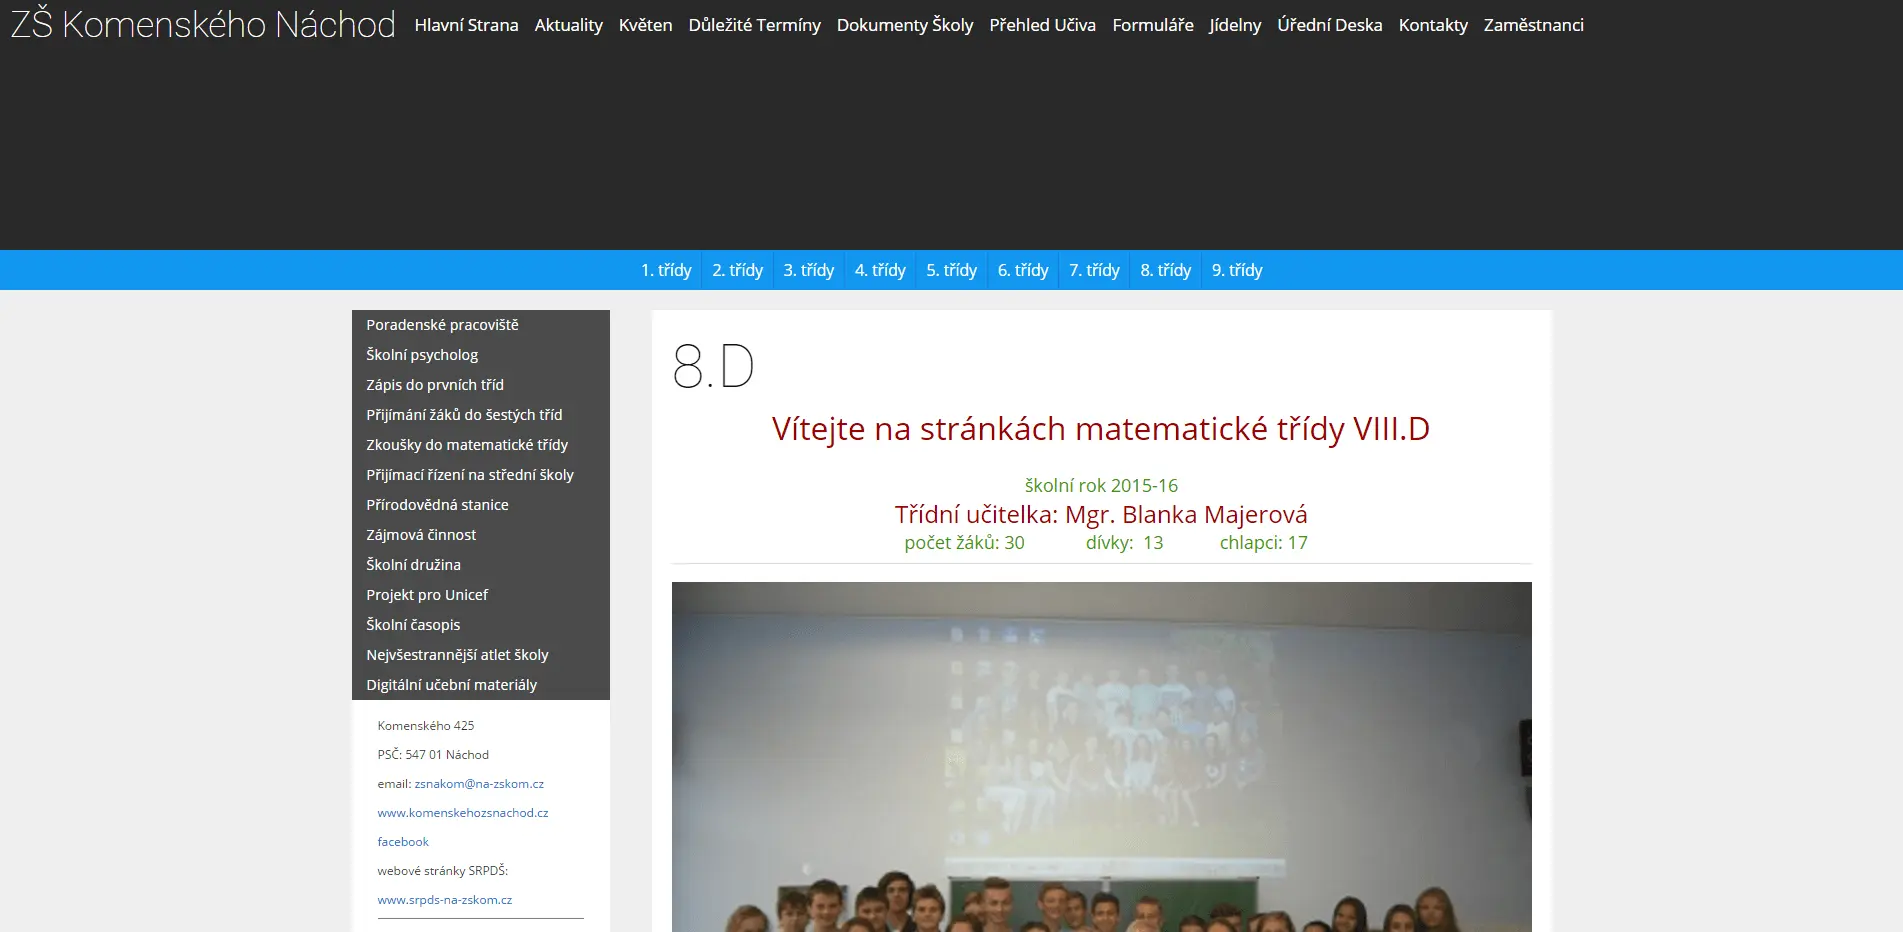 ZŠ Komenského Náchod
Hlavní Strana Aktuality Květen Důležité Termíny Dokumenty Školy Přehled Učiva Formuláře Jídelny Úřední Deska Kontakty Zaměstnanci
1. třídy 2. třídy 3. třídy 4. třídy 5. třídy 6. třídy 7. třídy 8. třídy 9. třídy
Poradenské pracoviště
Školní psycholog
Zápis do prvních tříd
Přijímání žáků do šestých tříd
Zkoušky do matematické třídy
Přijímací řízení na střední školy
Přírodovědná stanice
Zájmová činnost
Školní družina
Projekt pro Unicef
Školní časopis
Nejvšestrannější atlet školy
Digitální učební materiály
Komenského 425
PSČ: 547 01 Náchod
email: zsnakom@na-zskom.cz
www.komenskehozsnachod.cz
facebook
webové stránky SRPDŠ:
www.srpds-na-zskom.cz
8.D
Vítejte na stránkách matematické třídy VIII.D
školní rok 2015-16
Třídní učitelka: Mgr. Blanka Majerová
počet žáků: 30 dívky: 13 chlapci: 17